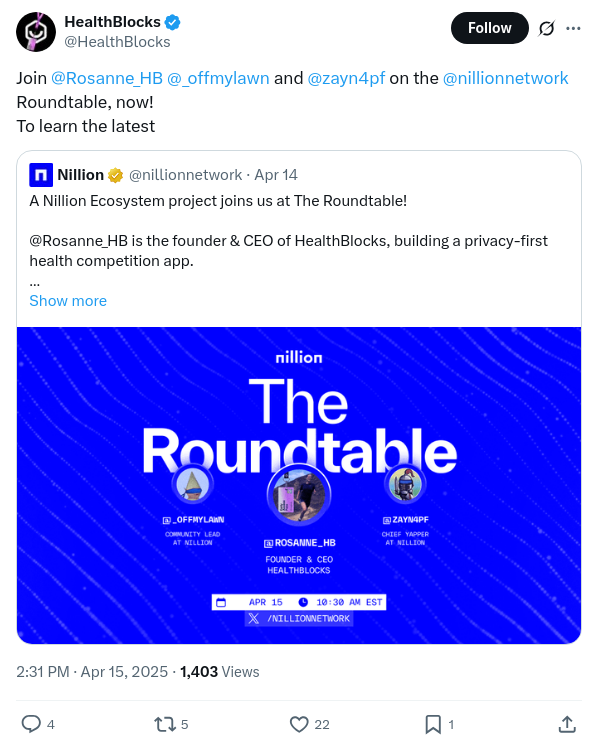 HealthBlocks
@HealthBlocks
Follow
Join @Rosanne_HB @_offmylawn and @zayn4pf on the @nillionnetwork
Roundtable, now!
To learn the latest
Nillion @nillionnetwork · Apr 14
A Nillion Ecosystem project joins us at The Roundtable!
@Rosanne_HB is the founder & CEO of HealthBlocks, building a privacy-first
health competition app.
...
Show more
nillion
The
Roundtable
@_OFFMYLAWN
COMMUNITY LEAD
AT NILLION
@ROSANNE_HB
FOUNDER & CEO
HEALTHBLOCKS
@ZAYN4PF
CHIEF YAPPER
AT NILLION
APR 15 10:30 AM EST
X /NILLIONNETWORK
2:31 PM · Apr 15, 2025 · 1,403 Views
4 5 22 1